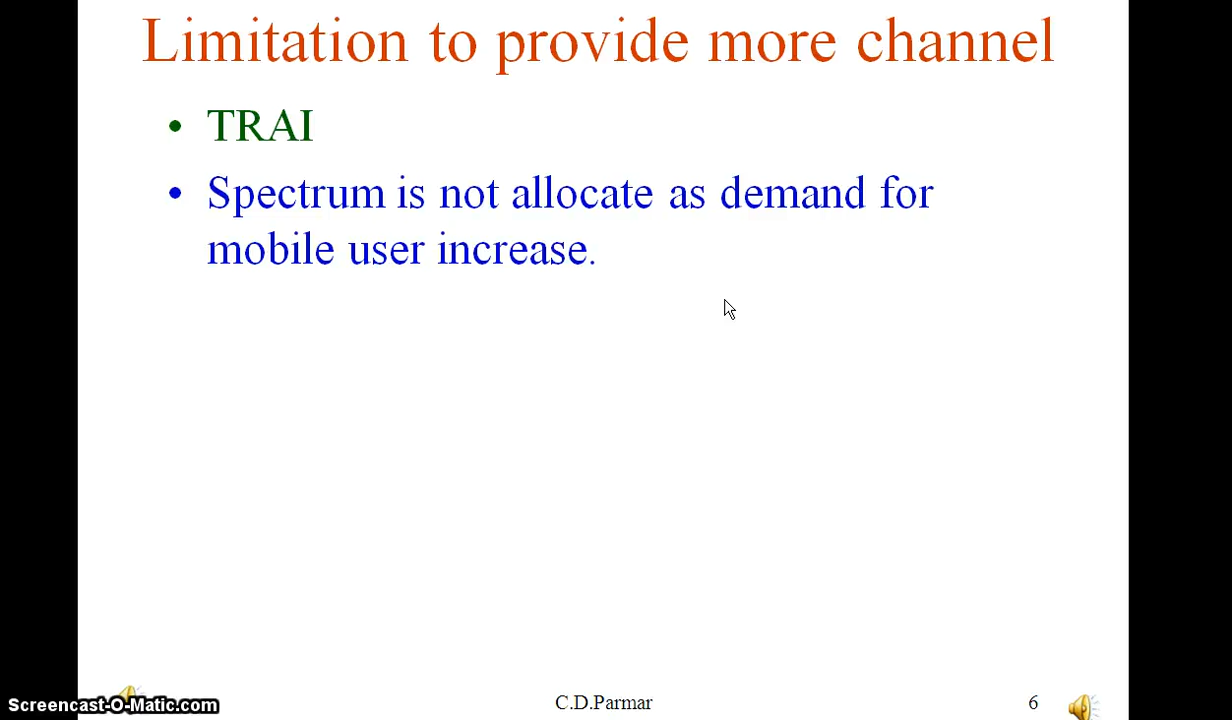 Limitation to provide more channel
• TRAI
• Spectrum is not allocate as demand for
mobile user increase.
Screencast-O-Matic.com
C.D.Parmar
6